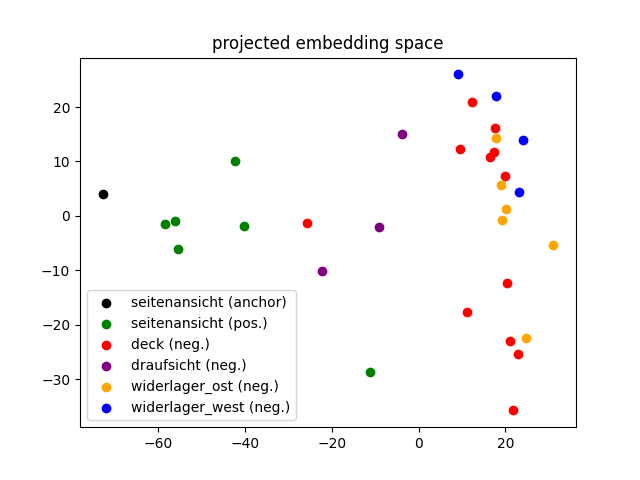 projected embedding space
20
10
0
−10
−20
−30
seitenansicht (anchor)
seitenansicht (pos.)
deck (neg.)
draufsicht (neg.)
widerlager_ost (neg.)
widerlager_west (neg.)
−60 −40 −20 0 20